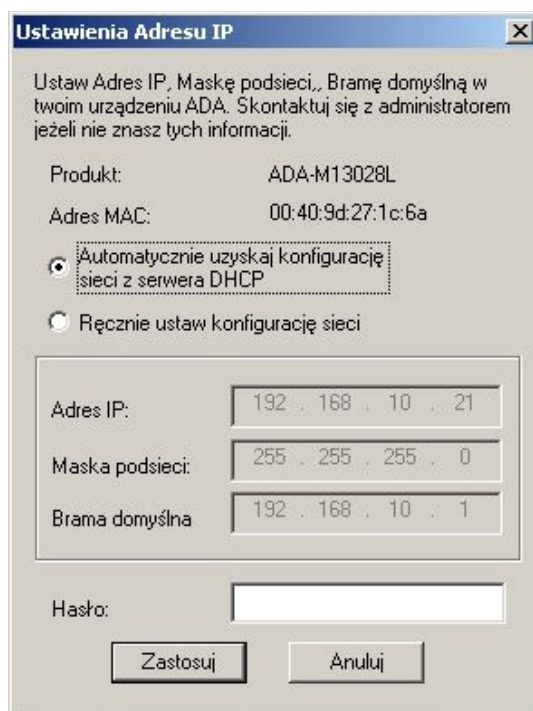 Ustawienia Adresu IP
Ustaw Adres IP, Maskę podsieci,, Bramę domyślną w
twoim urządzeniu ADA. Skontaktuj się z administratorem
jeżeli nie znasz tych informacji.
Produkt: ADA-M13028L
Adres MAC: 00:40:9d:27:1c:6a
Automatycznie uzyskaj konfigurację
sieci z serwera DHCP
Ręcznie ustaw konfigurację sieci
Adres IP: 192 . 168 . 10 . 21
Maska podsieci: 255 . 255 . 255 . 0
Brama domyślna 192 . 168 . 10 . 1
Hasło:
Zastosuj Anuluj